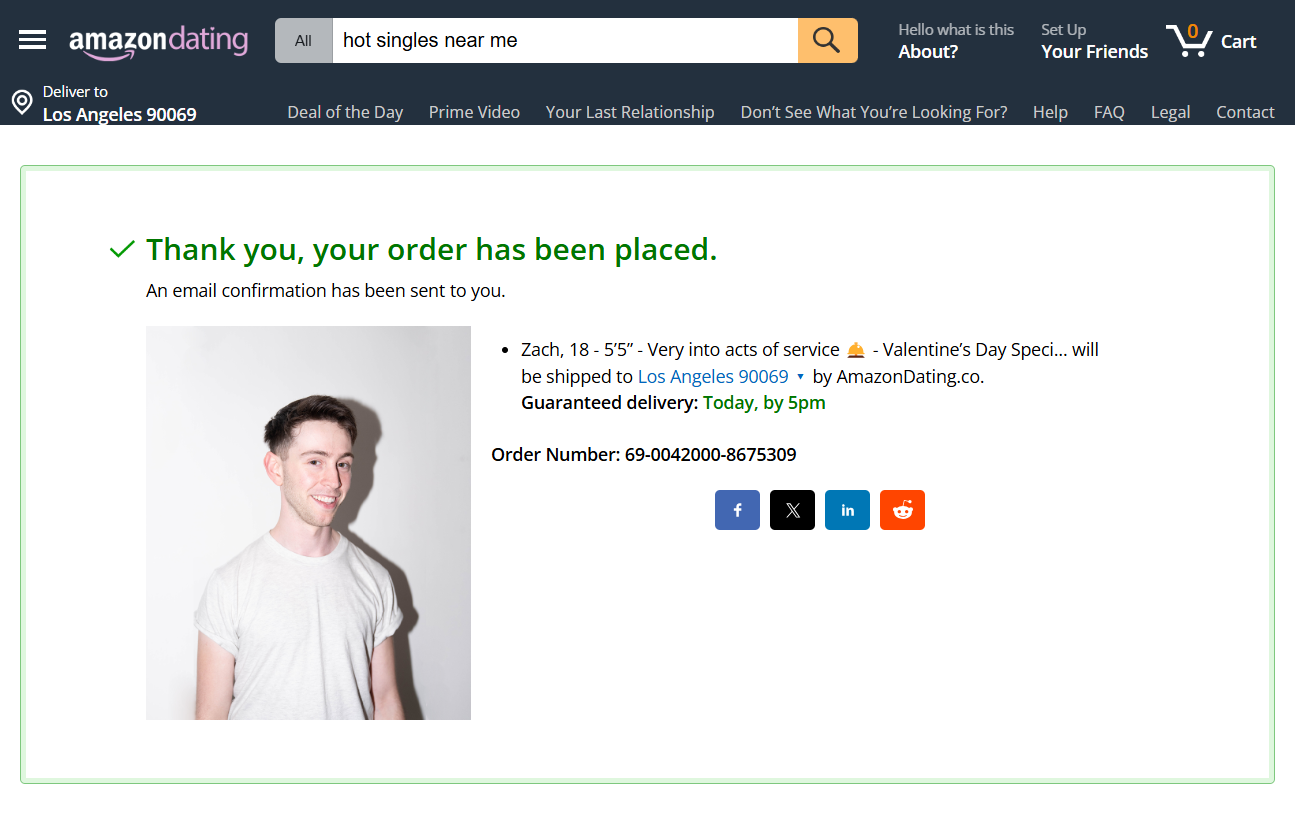 amazondating
All
hot singles near me
Hello what is this
About?
Set Up
Your Friends
0
Cart
Deliver to
Los Angeles 90069
Deal of the Day
Prime Video
Your Last Relationship
Don’t See What You’re Looking For?
Help
FAQ
Legal
Contact
Thank you, your order has been placed.
An email confirmation has been sent to you.
• Zach, 18 - 5’5” - Very into acts of service 🛎️ - Valentine’s Day Speci... will
be shipped to Los Angeles 90069 ▾ by AmazonDating.co.
Guaranteed delivery: Today, by 5pm
Order Number: 69-0042000-8675309
f
X
in